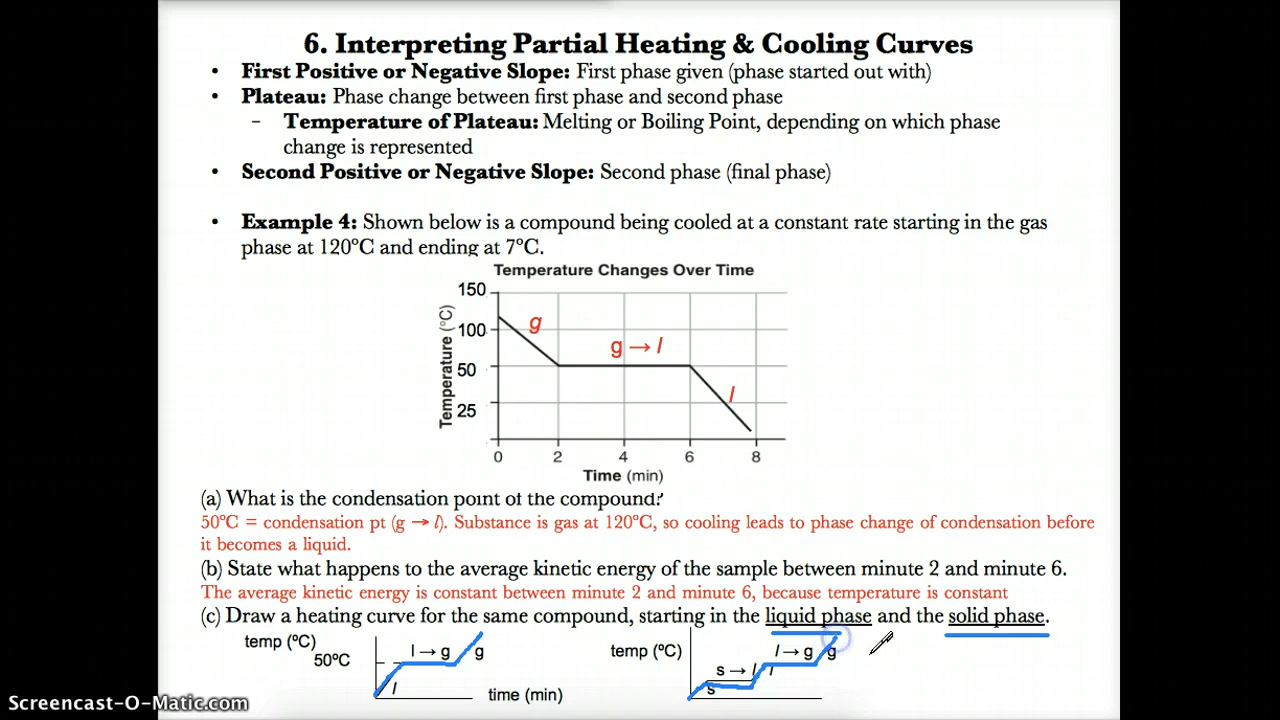 6. Interpreting Partial Heating & Cooling Curves
• First Positive or Negative Slope: First phase given (phase started out with)
• Plateau: Phase change between first phase and second phase
– Temperature of Plateau: Melting or Boiling Point, depending on which phase
change is represented
• Second Positive or Negative Slope: Second phase (final phase)
• Example 4: Shown below is a compound being cooled at a constant rate starting in the gas
phase at 120°C and ending at 7°C.
Temperature Changes Over Time
Temperature (°C)
150
100
50
25
g
g → l
l
0 2 4 6 8
Time (min)
(a) What is the condensation point of the compound?
50°C = condensation pt (g → l). Substance is gas at 120°C, so cooling leads to phase change of condensation before
it becomes a liquid.
(b) State what happens to the average kinetic energy of the sample between minute 2 and minute 6.
The average kinetic energy is constant between minute 2 and minute 6, because temperature is constant
(c) Draw a heating curve for the same compound, starting in the liquid phase and the solid phase.
temp (°C)
50°C
l → g
g
l
time (min)
temp (°C)
l → g
g
s → l
l
s
Screencast-O-Matic.com